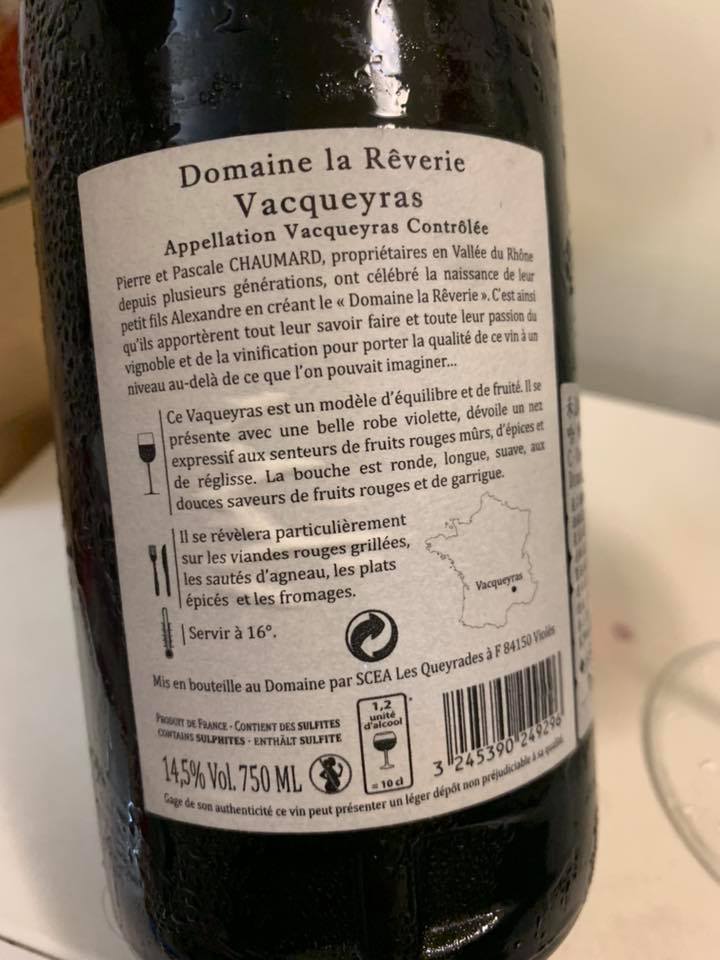 Domaine la Rêverie
Vacqueyras
Appellation Vacqueyras Contrôlée
Pierre et Pascale CHAUMARD, propriétaires en Vallée du Rhône
depuis plusieurs générations, ont célébré la naissance de leur
petit fils Alexandre en créant le « Domaine la Rêverie ». C'est ainsi
qu'ils apportèrent tout leur savoir faire et toute leur passion du
vignoble et de la vinification pour porter la qualité de ce vin à un
niveau au-delà de ce que l'on pouvait imaginer...
Ce Vaqueyras est un modèle d'équilibre et de fruité. Il se
présente avec une belle robe violette, dévoile un nez
expressif aux senteurs de fruits rouges mûrs, d'épices et
de réglisse. La bouche est ronde, longue, suave, aux
douces saveurs de fruits rouges et de garrigue.
Il se révèlera particulièrement
sur les viandes rouges grillées,
les sautés d'agneau, les plats
épicés et les fromages.
Vacqueyras
Servir à 16°.
Mis en bouteille au Domaine par SCEA Les Queyrades à F 84150 Violès
PRODUIT DE FRANCE - CONTIENT DES SULFITES
CONTAINS SULPHITES - ENTHÄLT SULFITE
1,2
unité
d'alcool
= 10 cl
14,5% Vol. 750 ML
3 245390 249296
Gage de son authenticité ce vin peut présenter un léger dépôt non préjudiciable à sa qualité.